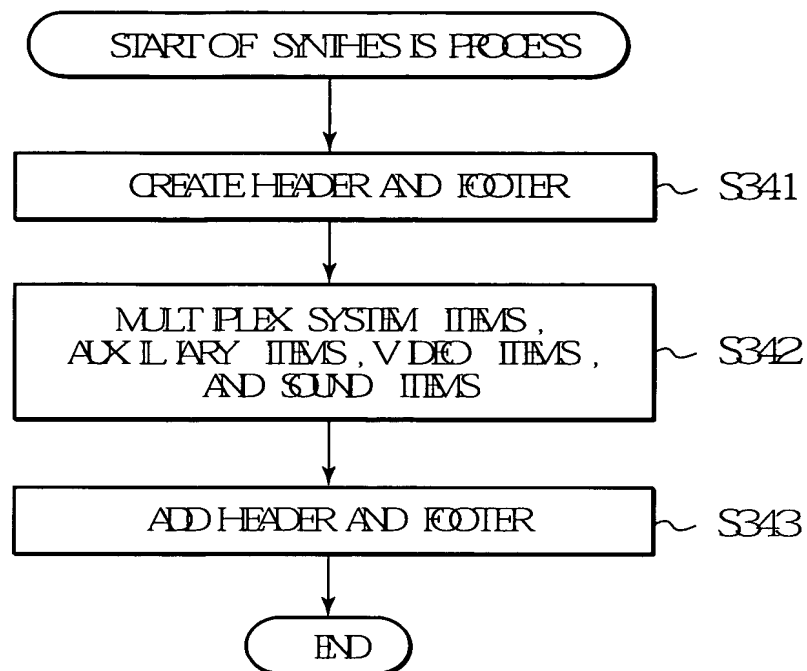 START OF SYNTHESIS PROCESS
CREATE HEADER AND FOOTER
S341
MULTIPLEX SYSTEM ITEMS,
AUXILIARY ITEMS, VIDEO ITEMS,
AND SOUND ITEMS
S342
ADD HEADER AND FOOTER
S343
END